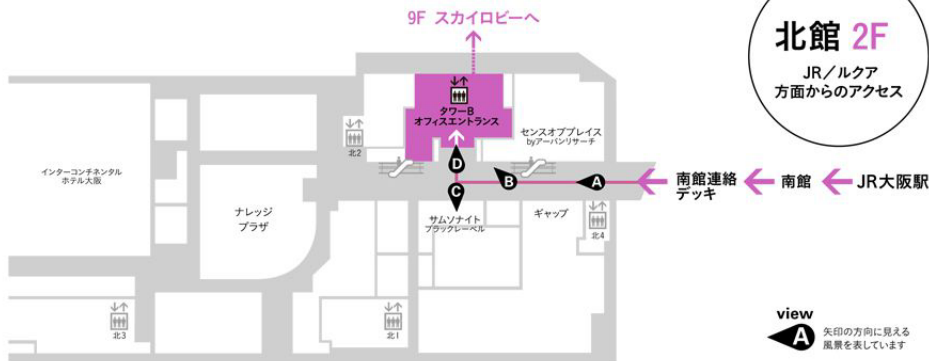 9F スカイロビーへ
北館 2F
JR／ルクア
方面からのアクセス
タワーB
オフィスエントランス
センスオブプレイス
byアーバンリサーチ
北2
インターコンチネンタル
ホテル大阪
D
B
A
C
南館連絡
デッキ
南館
JR大阪駅
ナレッジ
プラザ
サムソナイト
ブラックレーベル
ギャップ
北4
北3
北1
view
A
矢印の方向に見える
風景を表しています